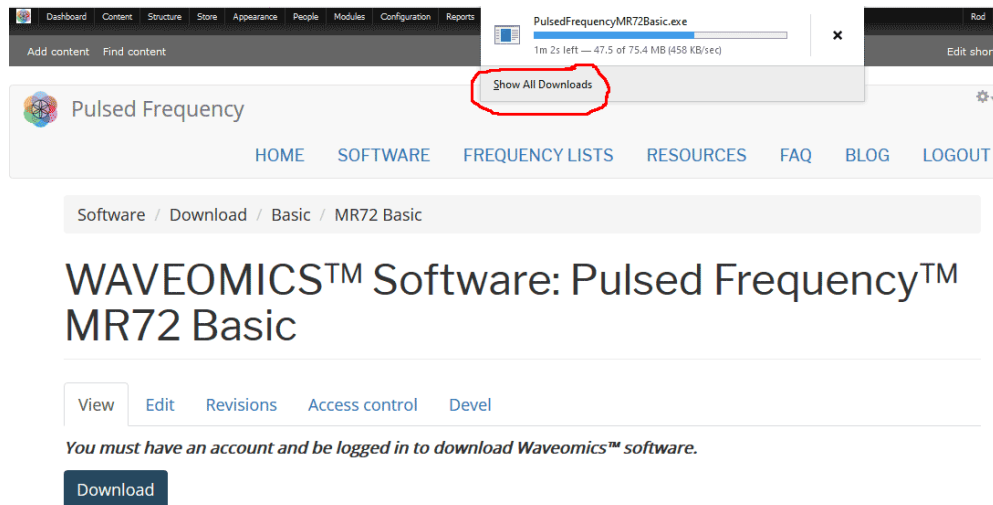 Dashboard Content Structure Store Appearance People Modules Configuration Reports
Rod
PulsedFrequencyMR72Basic.exe
1m 2s left — 47.5 of 75.4 MB (458 KB/sec)
Show All Downloads
Add content Find content
Edit shor
Pulsed Frequency
HOME SOFTWARE FREQUENCY LISTS RESOURCES FAQ BLOG LOGOUT
Software / Download / Basic / MR72 Basic
WAVEOMICS™ Software: Pulsed Frequency™
MR72 Basic
View Edit Revisions Access control Devel
You must have an account and be logged in to download Waveomics™ software.
Download